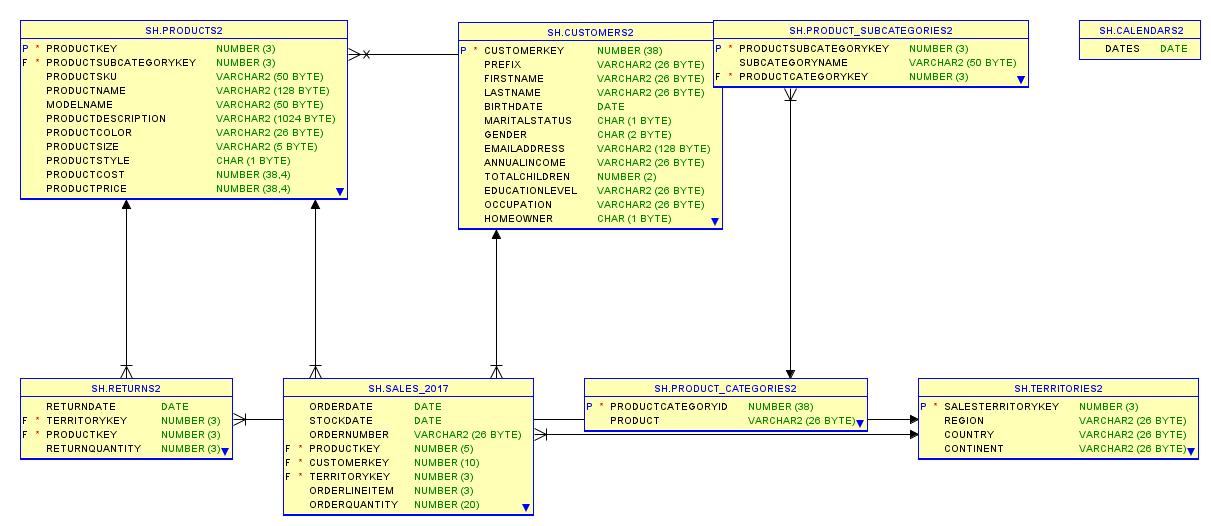 SH.PRODUCTS2
P * PRODUCTKEY NUMBER (3)
F * PRODUCTSUBCATEGORYKEY NUMBER (3)
PRODUCTSKU VARCHAR2 (50 BYTE)
PRODUCTNAME VARCHAR2 (128 BYTE)
MODELNAME VARCHAR2 (50 BYTE)
PRODUCTDESCRIPTION VARCHAR2 (1024 BYTE)
PRODUCTCOLOR VARCHAR2 (26 BYTE)
PRODUCTSIZE VARCHAR2 (5 BYTE)
PRODUCTSTYLE CHAR (1 BYTE)
PRODUCTCOST NUMBER (38,4)
PRODUCTPRICE NUMBER (38,4)
SH.CUSTOMERS2
P * CUSTOMERKEY NUMBER (38)
PREFIX VARCHAR2 (26 BYTE)
FIRSTNAME VARCHAR2 (26 BYTE)
LASTNAME VARCHAR2 (26 BYTE)
BIRTHDATE DATE
MARITALSTATUS CHAR (1 BYTE)
GENDER CHAR (2 BYTE)
EMAILADDRESS VARCHAR2 (128 BYTE)
ANNUALINCOME VARCHAR2 (26 BYTE)
TOTALCHILDREN NUMBER (2)
EDUCATIONLEVEL VARCHAR2 (26 BYTE)
OCCUPATION VARCHAR2 (26 BYTE)
HOMEOWNER CHAR (1 BYTE)
SH.PRODUCT_SUBCATEGORIES2
P * PRODUCTSUBCATEGORYKEY NUMBER (3)
SUBCATEGORYNAME VARCHAR2 (50 BYTE)
F * PRODUCTCATEGORYKEY NUMBER (3)
SH.CALENDARS2
DATES DATE
SH.RETURNS2
RETURNDATE DATE
F * TERRITORYKEY NUMBER (3)
F * PRODUCTKEY NUMBER (3)
RETURNQUANTITY NUMBER (3)
SH.SALES_2017
ORDERDATE DATE
STOCKDATE DATE
ORDERNUMBER VARCHAR2 (26 BYTE)
F * PRODUCTKEY NUMBER (5)
F * CUSTOMERKEY NUMBER (10)
F * TERRITORYKEY NUMBER (3)
ORDERLINEITEM NUMBER (3)
ORDERQUANTITY NUMBER (20)
SH.PRODUCT_CATEGORIES2
P * PRODUCTCATEGORYID NUMBER (38)
PRODUCT VARCHAR2 (26 BYTE)
SH.TERRITORIES2
P * SALESTERRITORYKEY NUMBER (3)
REGION VARCHAR2 (26 BYTE)
COUNTRY VARCHAR2 (26 BYTE)
CONTINENT VARCHAR2 (26 BYTE)